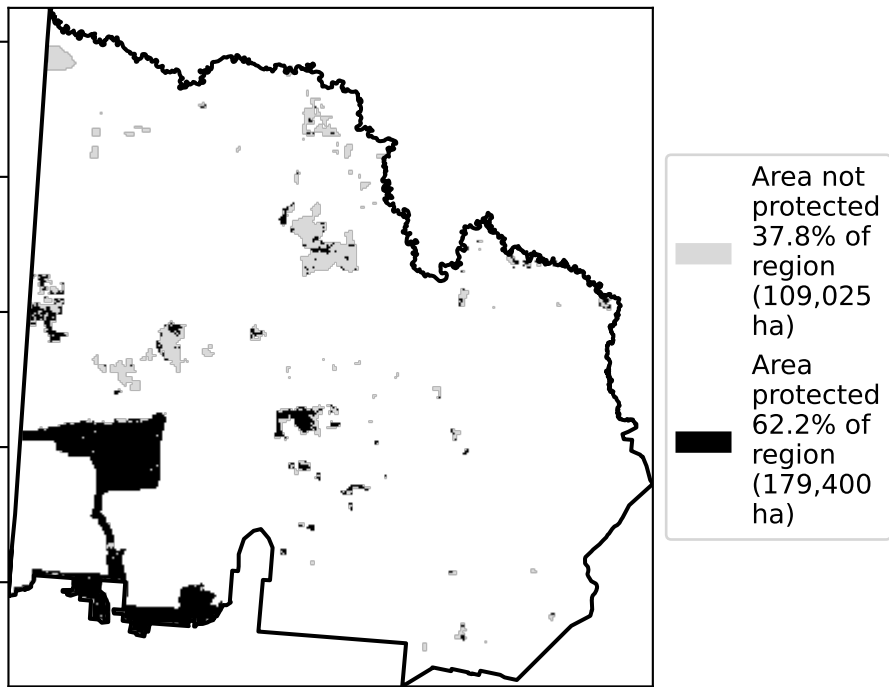 Area not
protected
37.8% of
region
(109,025
ha)
Area
protected
62.2% of
region
(179,400
ha)